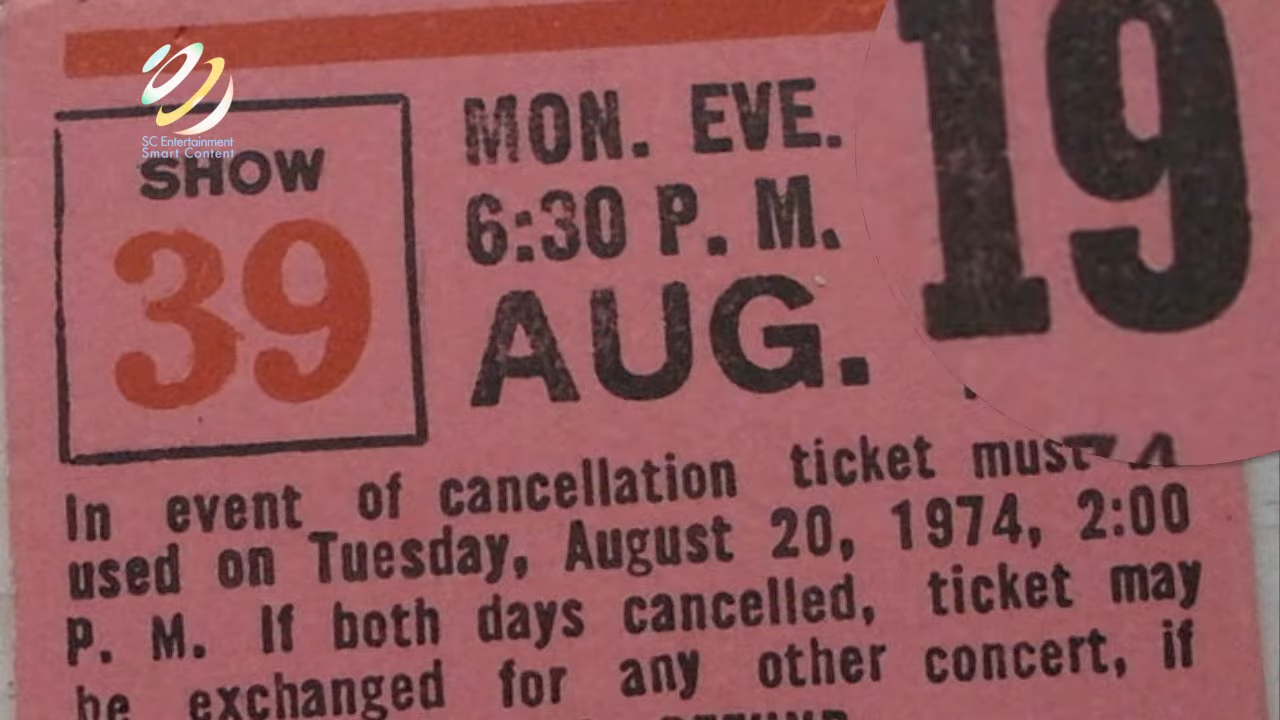 SC Entertainment
Smart Content
SHOW
39
MON. EVE.
6:30 P. M.
AUG. 19
In event of cancellation ticket must
used on Tuesday, August 20, 1974, 2:00
P. M. If both days cancelled, ticket may
be exchanged for any other concert, if